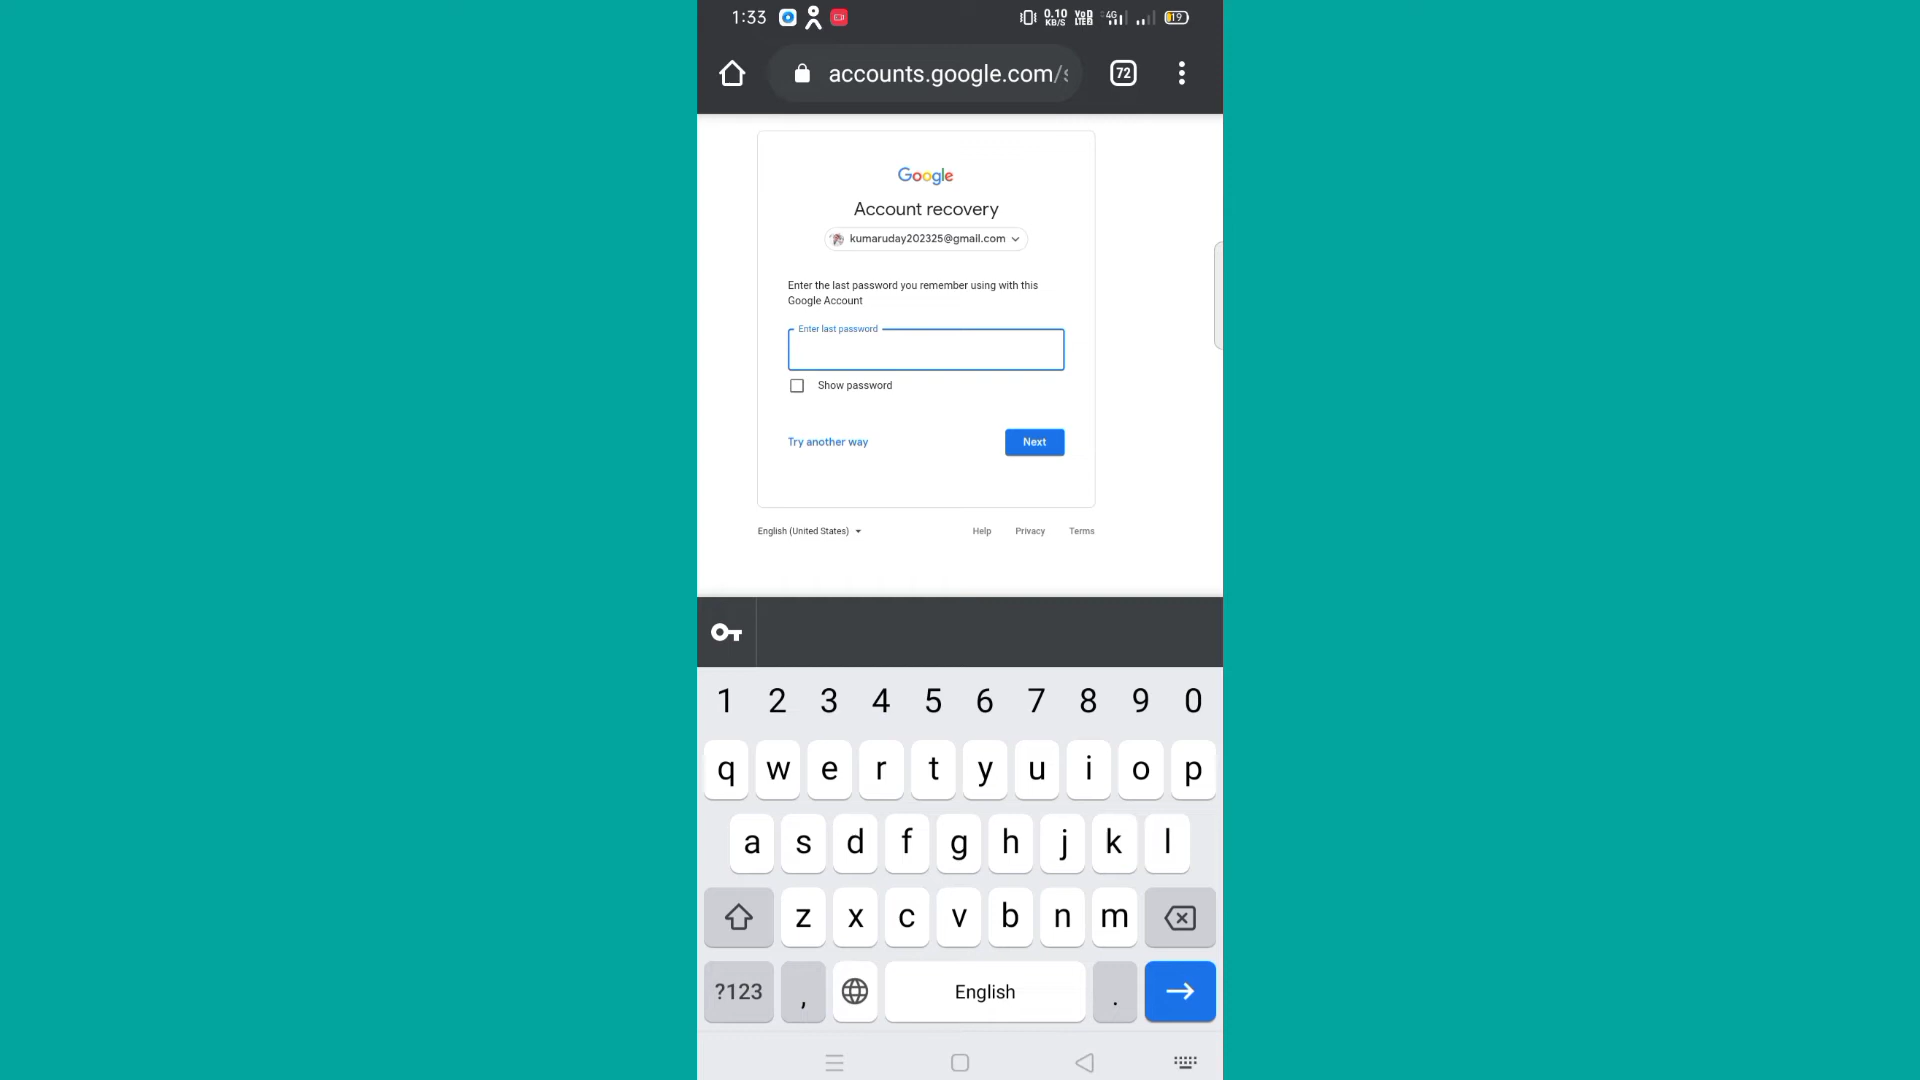 1:33 0.10 KB/S VoD LTE2 4G 19
accounts.google.com/s 72
Google
Account recovery
kumaruday202325@gmail.com
Enter the last password you remember using with this
Google Account
Enter last password
Show password
Try another way Next
English (United States) Help Privacy Terms
1 2 3 4 5 6 7 8 9 0
q w e r t y u i o p
a s d f g h j k l
z x c v b n m
?123 , English .